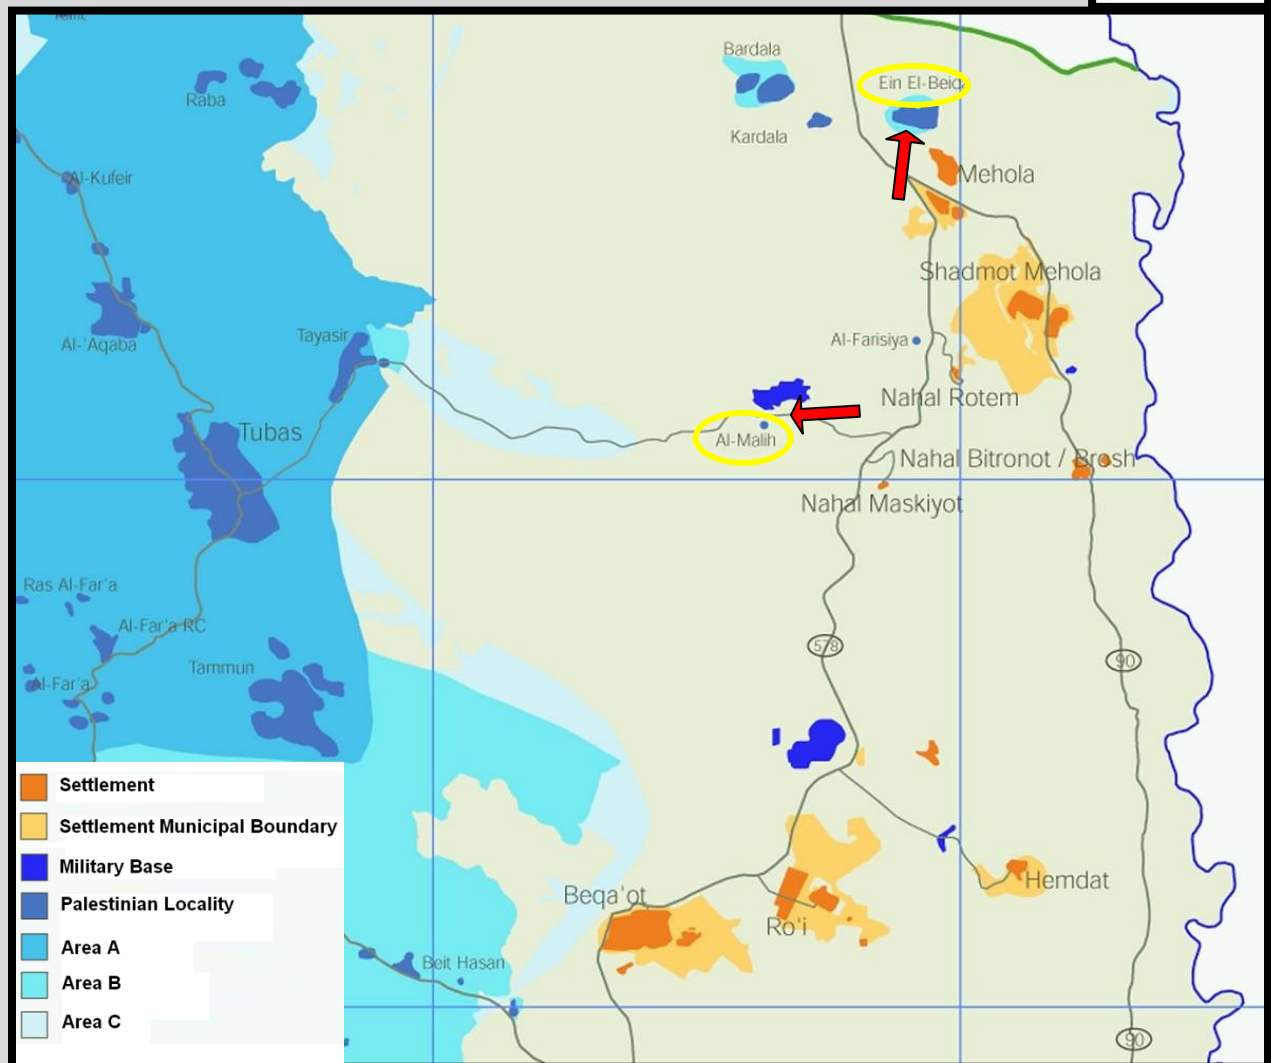 Bardala
Ein El-Beida
Raba
Kardala
Mehola
Al-Kufeir
Shadmot Mehola
Tayasir
Al-'Aqaba
Al-Farisiya
Nahal Rotem
Tubas
Al-Malih
Nahal Bitronot / Brosh
Nahal Maskiyot
Ras Al-Far'a
Al-Far'a RC
578
90
Tammun
Al-Far'a
Settlement
Settlement Municipal Boundary
Military Base
Palestinian Locality
Area A
Area B
Area C
Beqa'ot
Hemdat
Ro'i
Beit Hasan
90